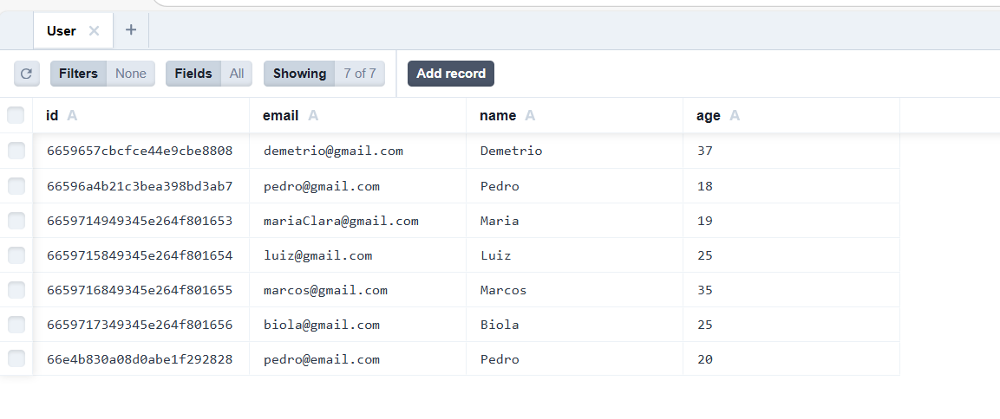 User
Filters None Fields All Showing 7 of 7 Add record
id A email A name A age A
6659657cbcfce44e9cbe8808 demetrio@gmail.com Demetrio 37
66596a4b21c3bea398bd3ab7 pedro@gmail.com Pedro 18
6659714949345e264f801653 mariaClara@gmail.com Maria 19
6659715849345e264f801654 luiz@gmail.com Luiz 25
6659716849345e264f801655 marcos@gmail.com Marcos 35
6659717349345e264f801656 biola@gmail.com Biola 25
66e4b830a08d0abe1f292828 pedro@email.com Pedro 20